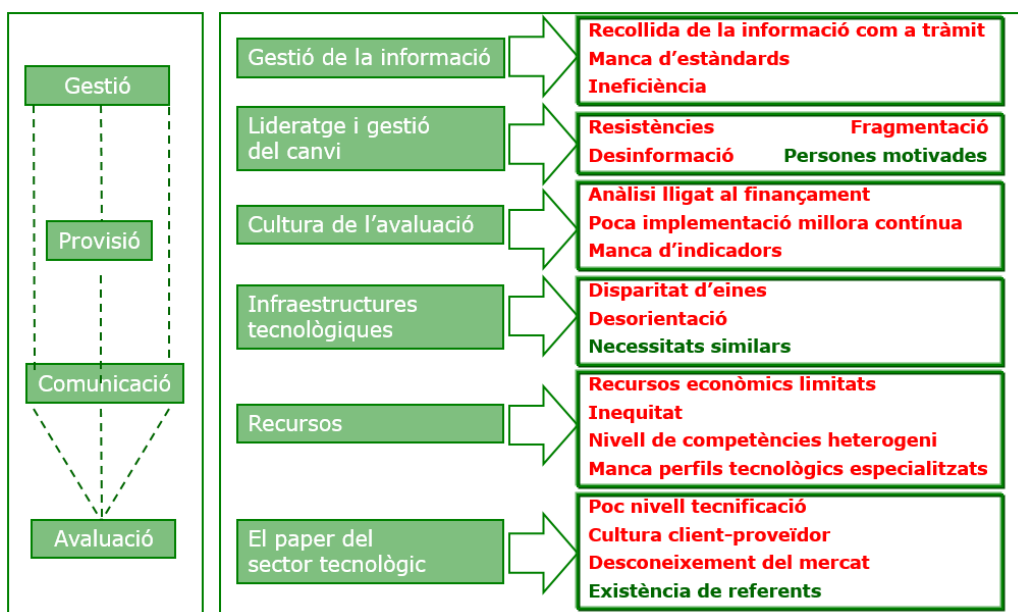 Gestió
Provisió
Comunicació
Avaluació
Gestió de la informació
Recollida de la informació com a tràmit
Manca d’estàndards
Ineficiència
Lideratge i gestió
del canvi
Resistències Fragmentació
Desinformació Persones motivades
Cultura de l’avaluació
Anàlisi lligat al finançament
Poca implementació millora contínua
Manca d’indicadors
Infraestructures
tecnològiques
Disparitat d’eines
Desorientació
Necessitats similars
Recursos
Recursos econòmics limitats
Inequitat
Nivell de competències heterogeni
Manca perfils tecnològics especialitzats
El paper del
sector tecnològic
Poc nivell tecnificació
Cultura client-proveïdor
Desconeixement del mercat
Existència de referents